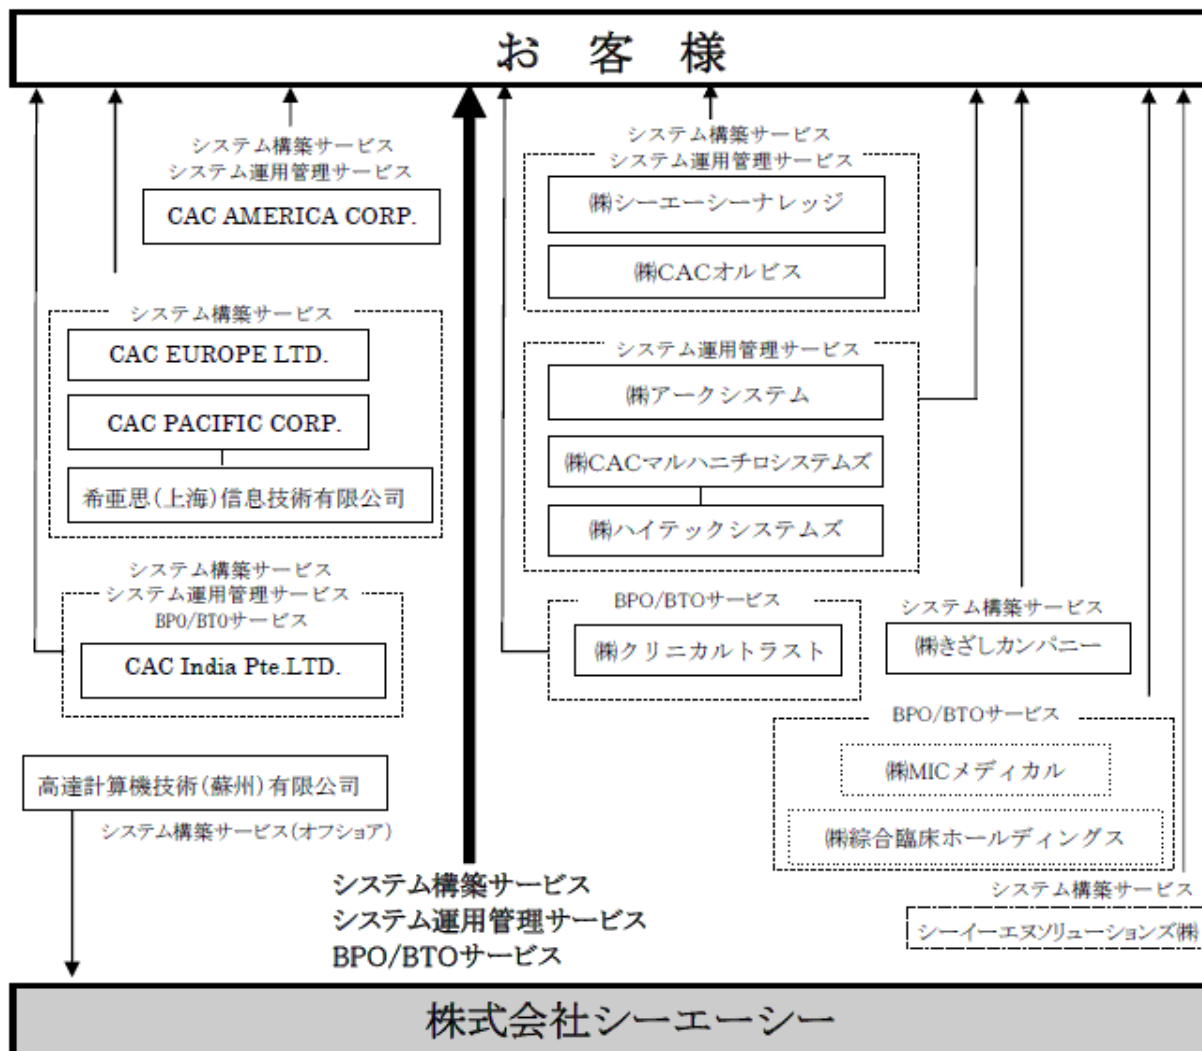 お 客 様
システム構築サービス
システム運用管理サービス
CAC AMERICA CORP.
システム構築サービス
CAC EUROPE LTD.
CAC PACIFIC CORP.
希亜思(上海)信息技術有限公司
システム構築サービス
システム運用管理サービス
BPO/BTOサービス
CAC India Pte.LTD.
高達計算機技術(蘇州)有限公司
システム構築サービス(オフショア)
システム構築サービス
システム運用管理サービス
BPO/BTOサービス
システム構築サービス
システム運用管理サービス
㈱シーエーシーナレッジ
㈱CACオルビス
システム運用管理サービス
㈱アークシステム
㈱CACマルハニチロシステムズ
㈱ハイテックシステムズ
BPO/BTOサービス
㈱クリニカルトラスト
システム構築サービス
㈱きざしカンパニー
BPO/BTOサービス
㈱MICメディカル
㈱綜合臨床ホールディングス
システム構築サービス
シーイーエヌソリューションズ㈱
株式会社シーエーシー